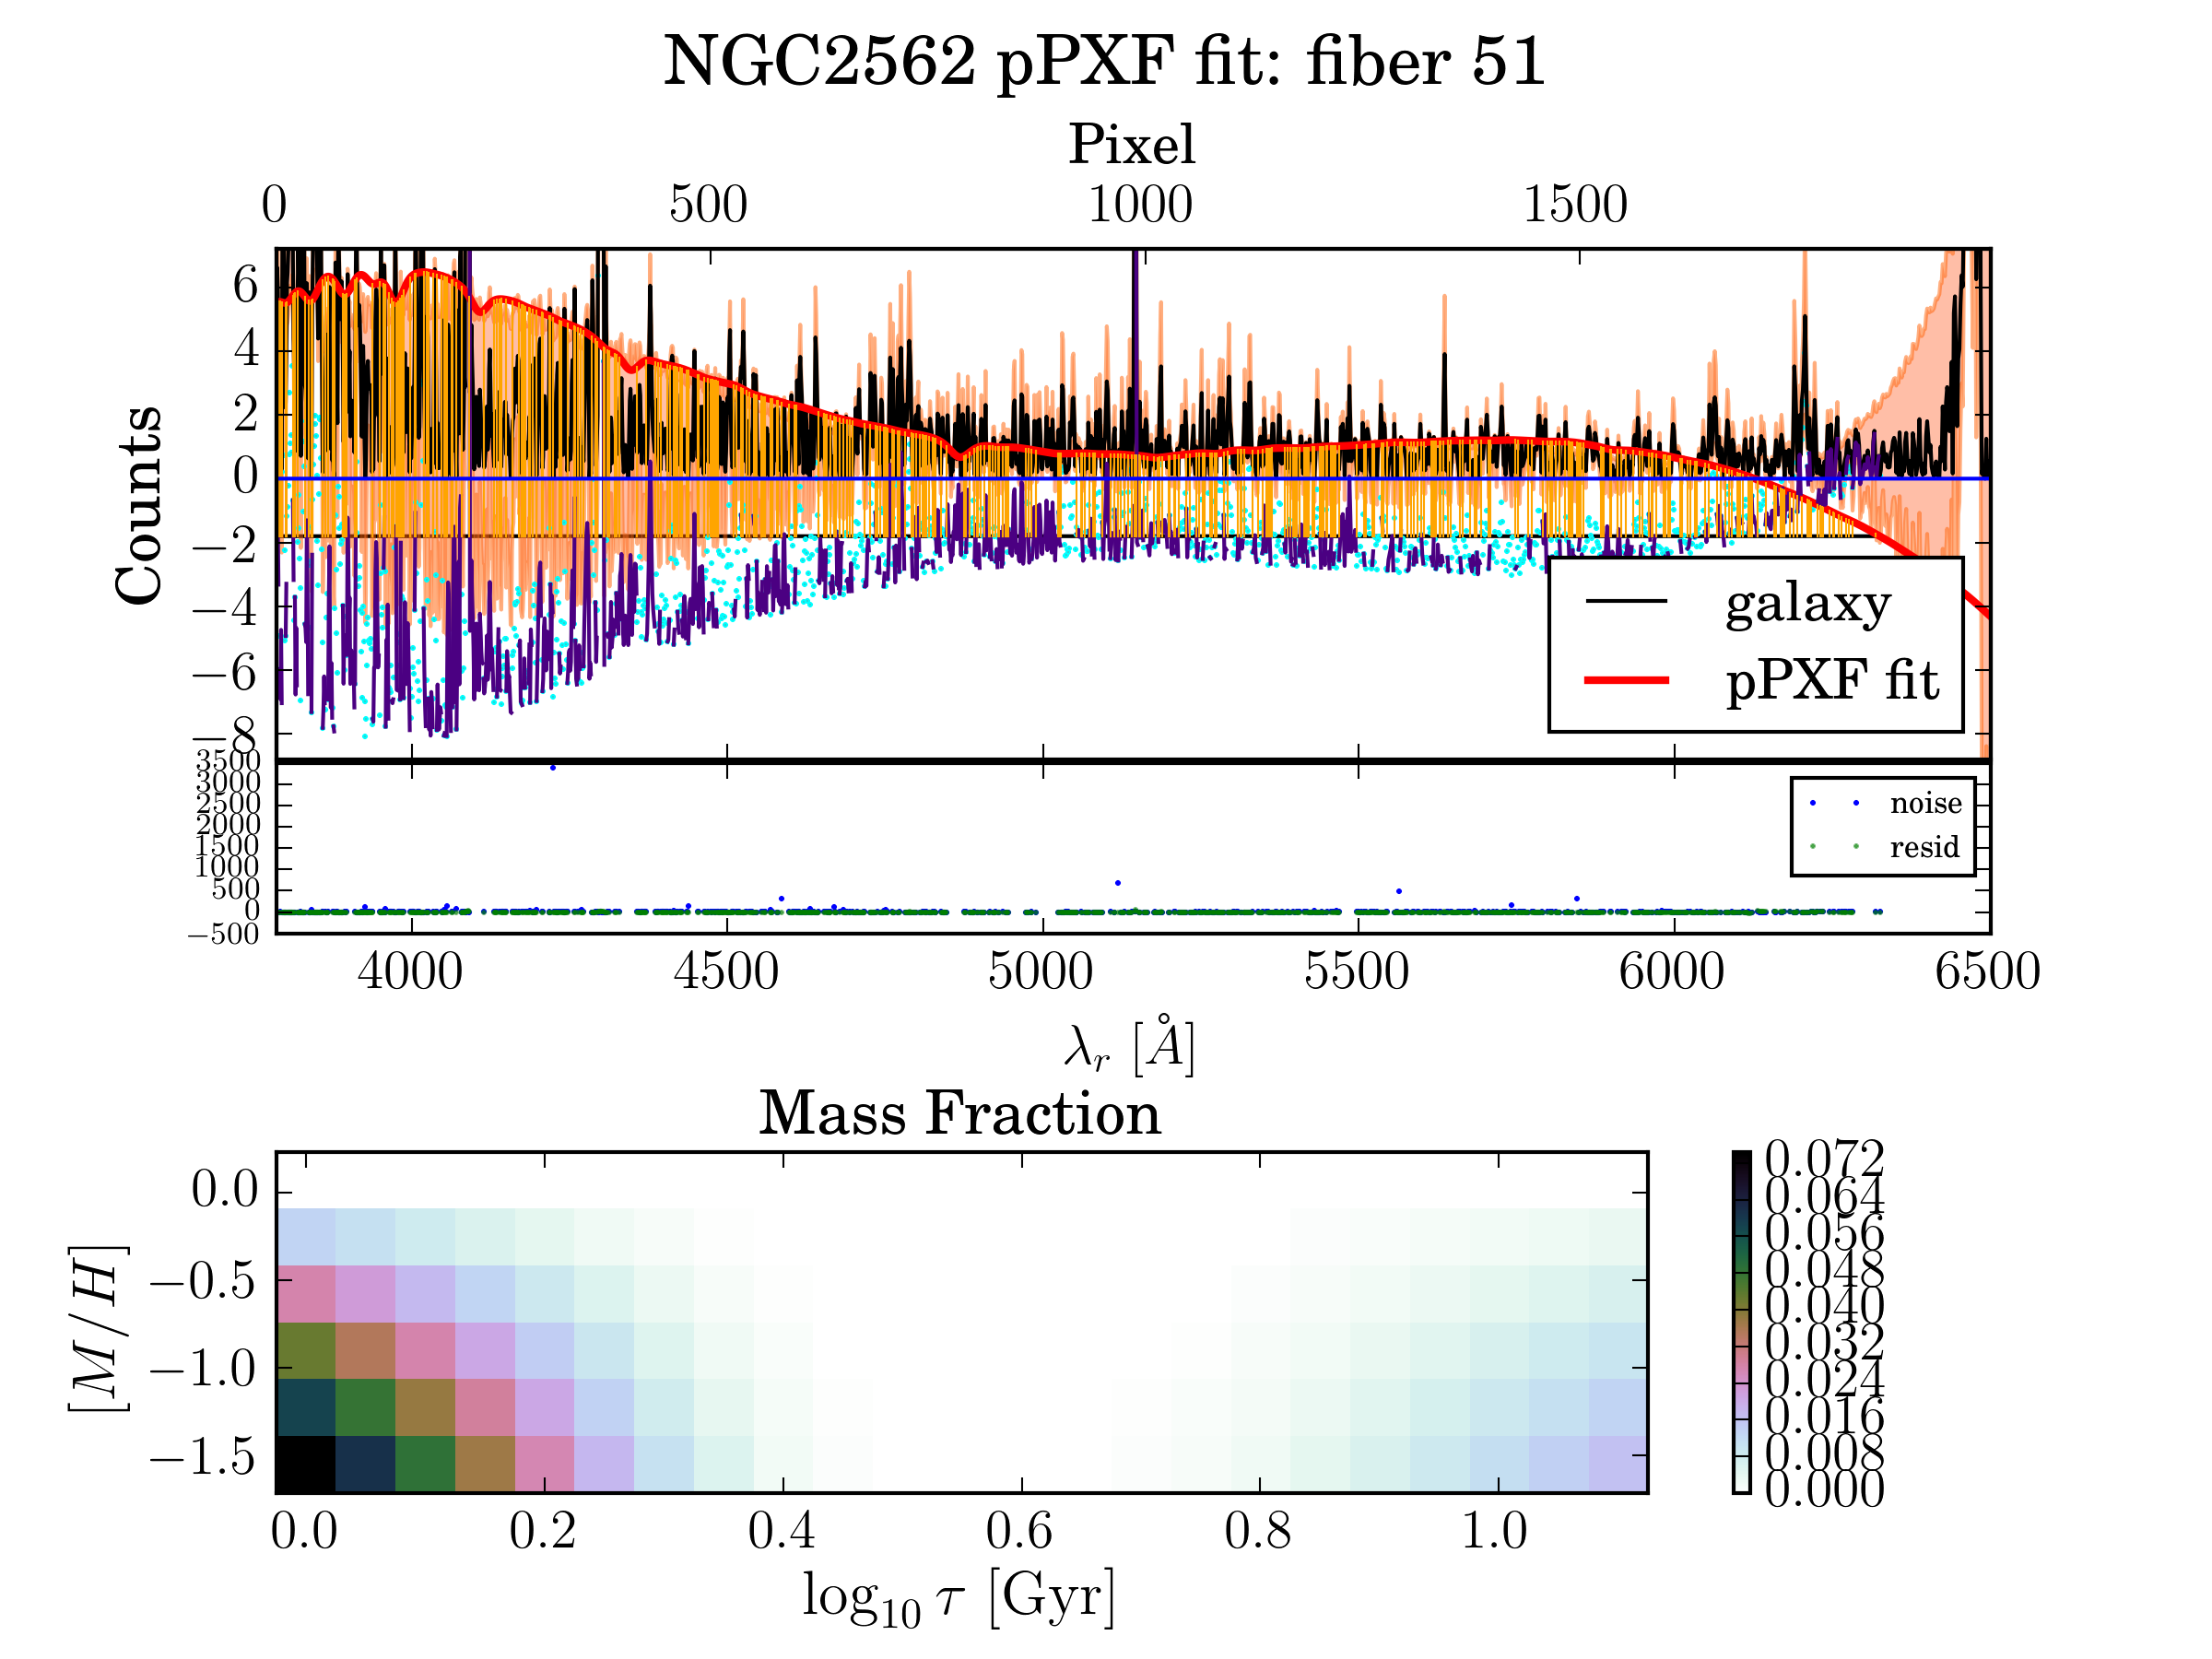 NGC2562 pPXF fit: fiber 51
Pixel
0 500 1000 1500
Counts
6
4
2
0
−2
−4
−6
−8
galaxy
pPXF fit
3500
3000
2500
2000
1500
1000
500
0
−500
noise
resid
4000 4500 5000 5500 6000 6500
λr [Å]
Mass Fraction
[M/H]
0.0
−0.5
−1.0
−1.5
0.0 0.2 0.4 0.6 0.8 1.0
log10 τ [Gyr]
0.072
0.064
0.056
0.048
0.040
0.032
0.024
0.016
0.008
0.000